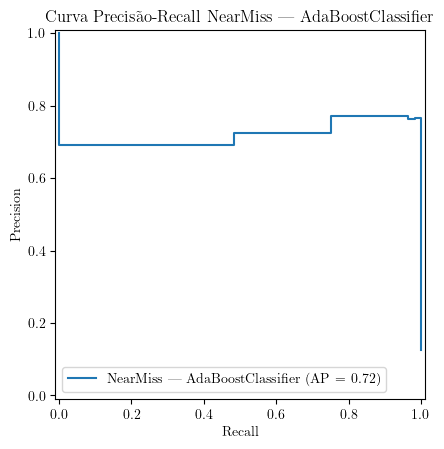 Curva Precisão-Recall NearMiss — AdaBoostClassifier
1.0
0.8
0.6
0.4
0.2
0.0
Precision
NearMiss — AdaBoostClassifier (AP = 0.72)
0.0 0.2 0.4 0.6 0.8 1.0
Recall